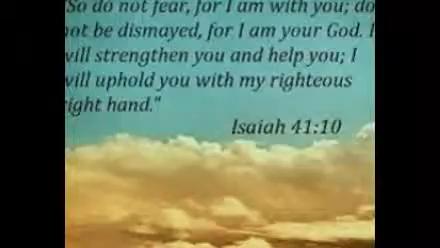 "So do not fear, for I am with you; do
not be dismayed, for I am your God. I
will strengthen you and help you; I
will uphold you with my righteous
right hand."
Isaiah 41:10